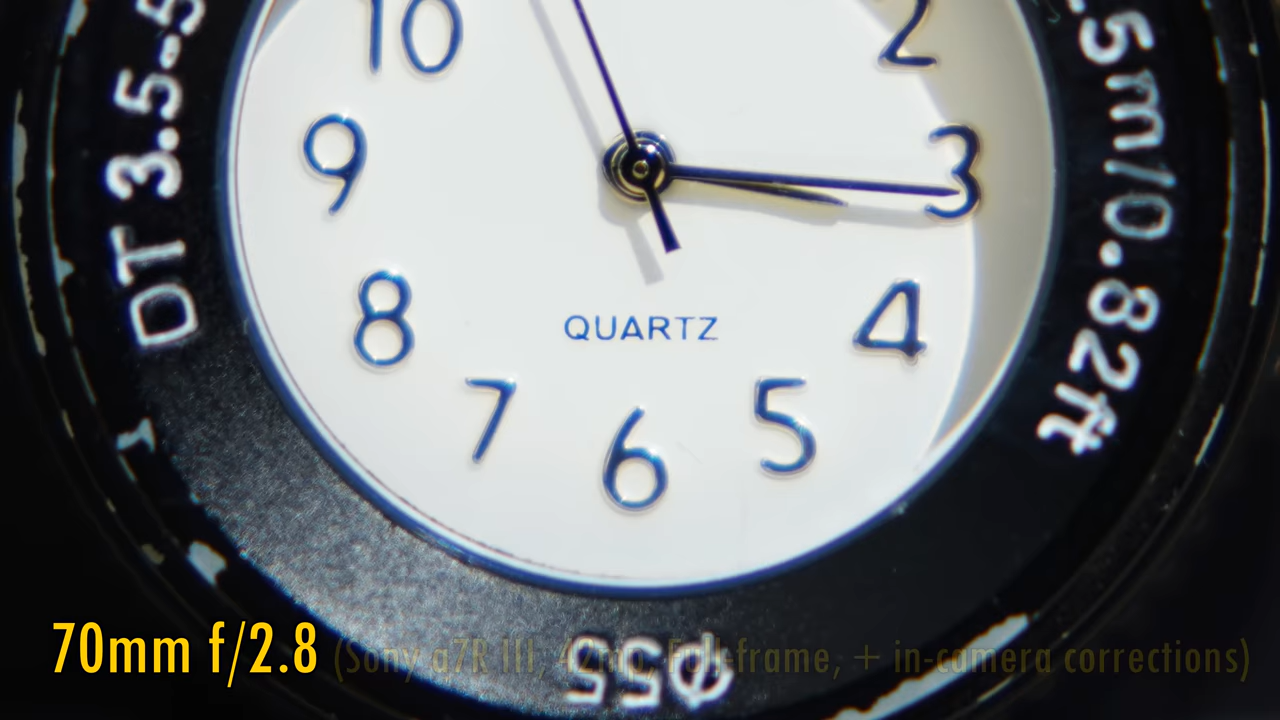 10
2
9
3
8
QUARTZ
4
7
5
6
DT 3.5-5
.5m/0.82ft
ø55
70mm f/2.8 (Sony a7R III, 42mp, Fullframe, + in-camera corrections)